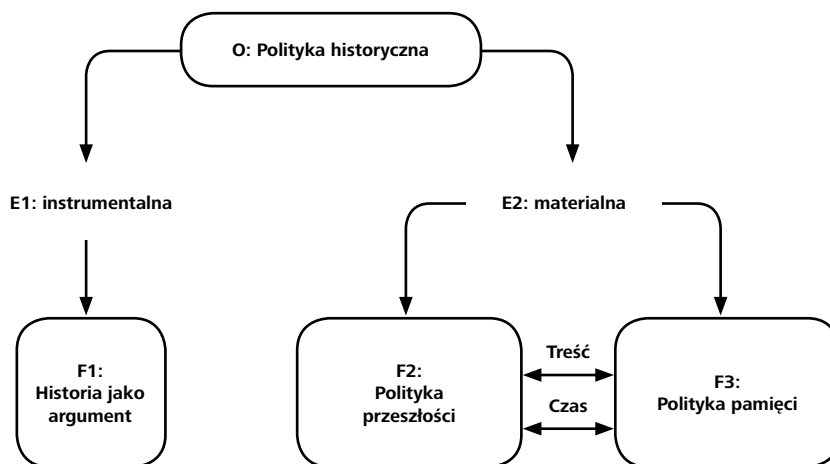 O: Polityka historyczna
E1: instrumentalna
E2: materialna
F1:
Historia jako
argument
F2:
Polityka
przeszłości
Treść
Czas
F3:
Polityka pamięci